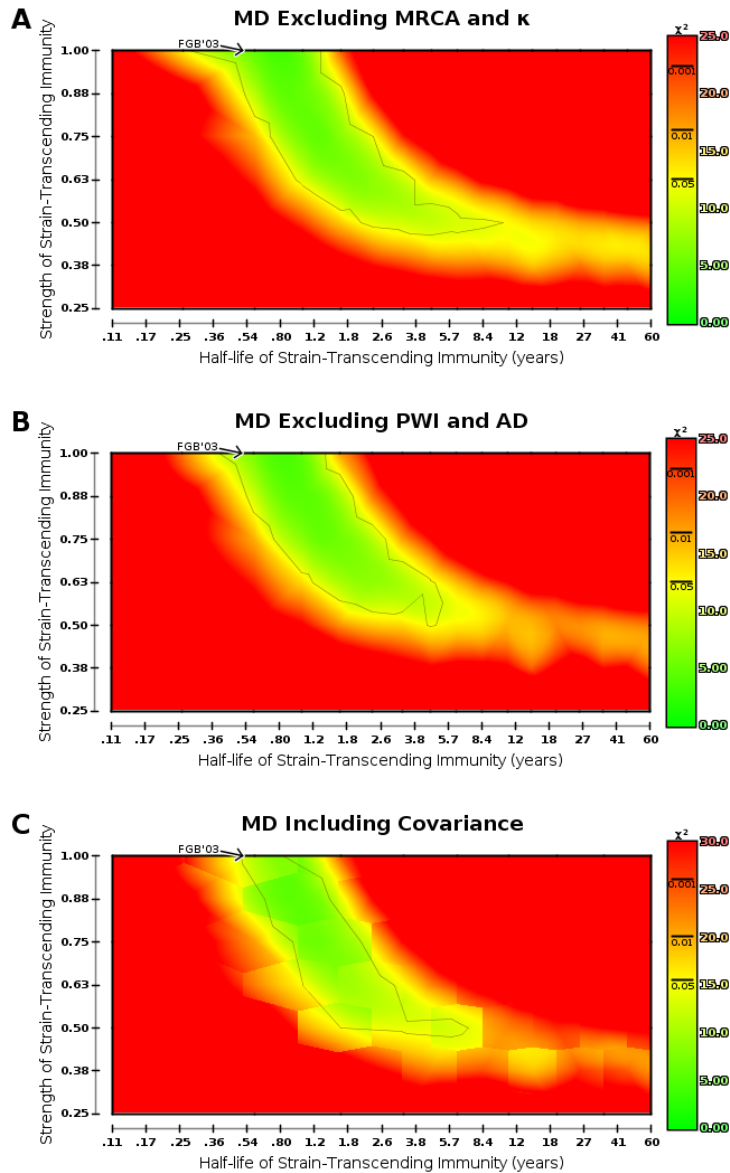 A
MD Excluding MRCA and κ
FGB'03
χ²
Strength of Strain-Transcending Immunity
1.00
0.88
0.75
0.63
0.50
0.38
0.25
.11 .17 .25 .36 .54 .80 1.2 1.8 2.6 3.8 5.7 8.4 12 18 27 41 60
Half-life of Strain-Transcending Immunity (years)
25.0
0.001
20.0
0.01
15.0
0.05
10.0
5.00
0.00
B
MD Excluding PWI and AD
FGB'03
χ²
Strength of Strain-Transcending Immunity
1.00
0.88
0.75
0.63
0.50
0.38
0.25
.11 .17 .25 .36 .54 .80 1.2 1.8 2.6 3.8 5.7 8.4 12 18 27 41 60
Half-life of Strain-Transcending Immunity (years)
25.0
0.001
20.0
0.01
15.0
0.05
10.0
5.00
0.00
C
MD Including Covariance
FGB'03
χ²
Strength of Strain-Transcending Immunity
1.00
0.88
0.75
0.63
0.50
0.38
0.25
.11 .17 .25 .36 .54 .80 1.2 1.8 2.6 3.8 5.7 8.4 12 18 27 41 60
Half-life of Strain-Transcending Immunity (years)
30.0
0.001
25.0
20.0
0.01
15.0
0.05
10.0
5.00
0.00